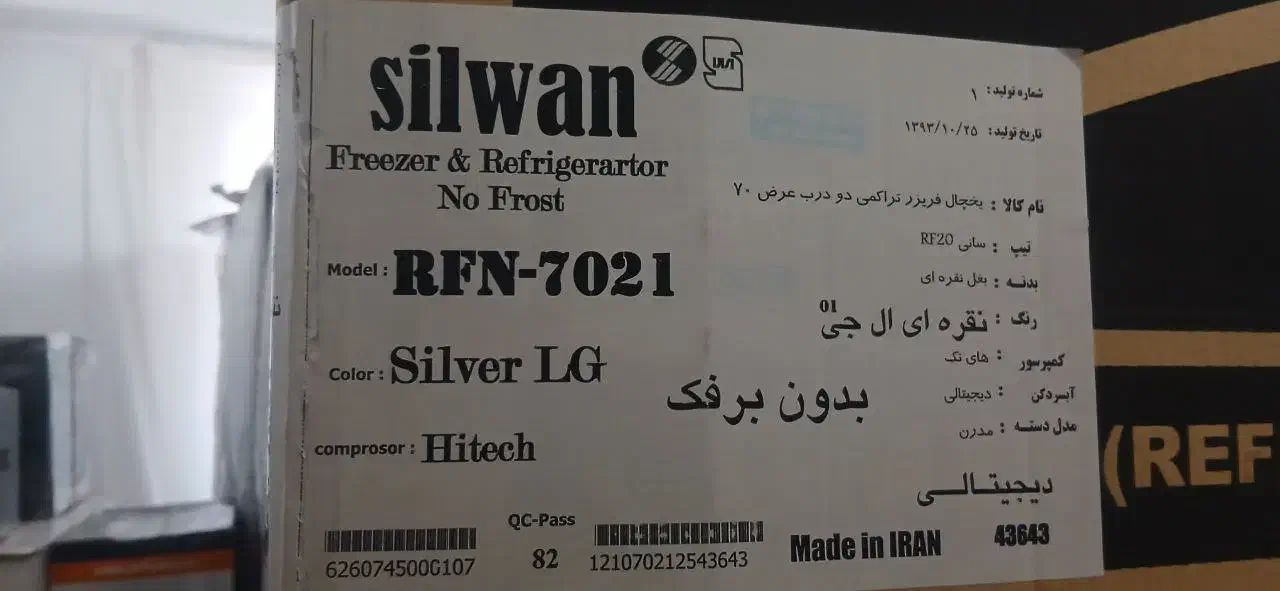 silwan
Freezer & Refrigerartor
No Frost
Model : RFN-7021
Color : Silver LG
comprosor : Hitech
شماره تولید: ۱
تاریخ تولید: ۱۳۹۳/۱۰/۲۵
نام کالا : یخچال فریزر تراکمی دو درب عرض ۷۰
تیپ : سانی RF20
بدنه : بغل نقره ای
رنگ : نقره ای ال جی 01
کمپرسور : های تک
آبسردکن : دیجیتالی
مدل دسته : مدرن
بدون برفک
دیجیتالی
QC-Pass
82
121070212543643
Made in IRAN
43643
(REF